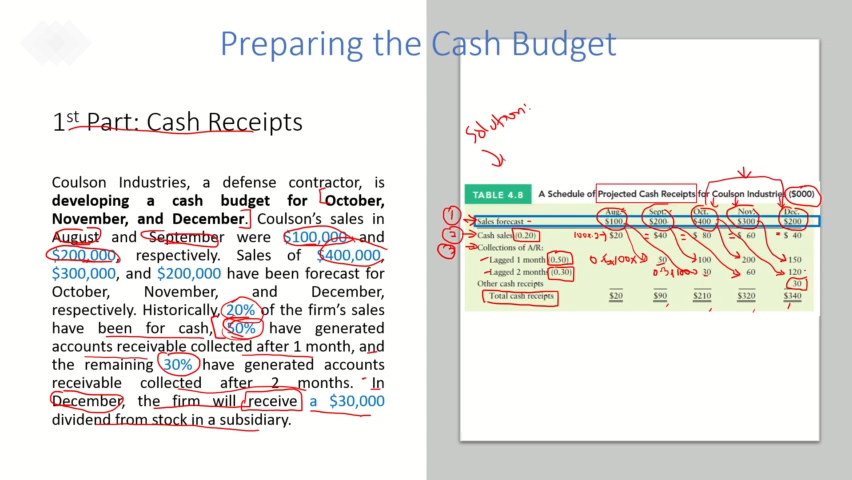 Preparing the Cash Budget
1st Part: Cash Receipts
Coulson Industries, a defense contractor, is
developing a cash budget for October,
November, and December. Coulson's sales in
August and September were $100,000 and
$200,000, respectively. Sales of $400,000,
$300,000, and $200,000 have been forecast for
October, November, and December,
respectively. Historically, 20% of the firm's sales
have been for cash, 50% have generated
accounts receivable collected after 1 month, and
the remaining 30% have generated accounts
receivable collected after 2 months. In
December, the firm will receive a $30,000
dividend from stock in a subsidiary.
Solution:
TABLE 4.8 A Schedule of Projected Cash Receipts for Coulson Industries ($000)
Aug. Sept. Oct. Nov. Dec.
1 Sales forecast $100 $200 $400 $300 $200
2 Cash sales (0.20) $20 = $40 = $ 80 = $ 60 = $ 40
3 Collections of A/R:
Lagged 1 month (0.50) 50 100 200 150
Lagged 2 months (0.30) 30 60 120
Other cash receipts 30
Total cash receipts $20 $90 $210 $320 $340